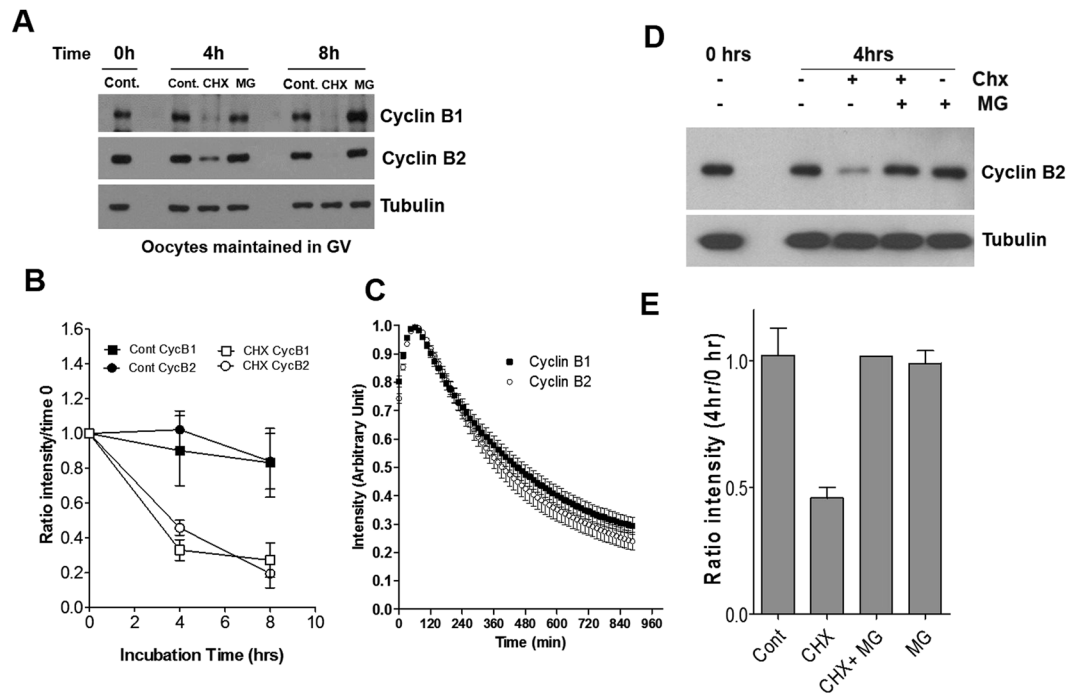 A
Time 0h 4h 8h
Cont. Cont. CHX MG Cont. CHX MG
Cyclin B1
Cyclin B2
Tubulin
Oocytes maintained in GV
B
Ratio intensity/time 0
1.6
1.4
1.2
1.0
0.8
0.6
0.4
0.2
0.0
Cont CycB1
Cont CycB2
CHX CycB1
CHX CycB2
0 2 4 6 8 10
Incubation Time (hrs)
C
Intensity (Arbitrary Unit)
1.0
0.9
0.8
0.7
0.6
0.5
0.4
0.3
0.2
0.1
0.0
Cyclin B1
Cyclin B2
0 120 240 360 480 600 720 840 960
Time (min)
D
0 hrs 4hrs
- - + + - Chx
- - - + + MG
Cyclin B2
Tubulin
E
Ratio intensity (4hr/0 hr)
1.0
0.5
0.0
Cont
CHX
CHX+ MG
MG